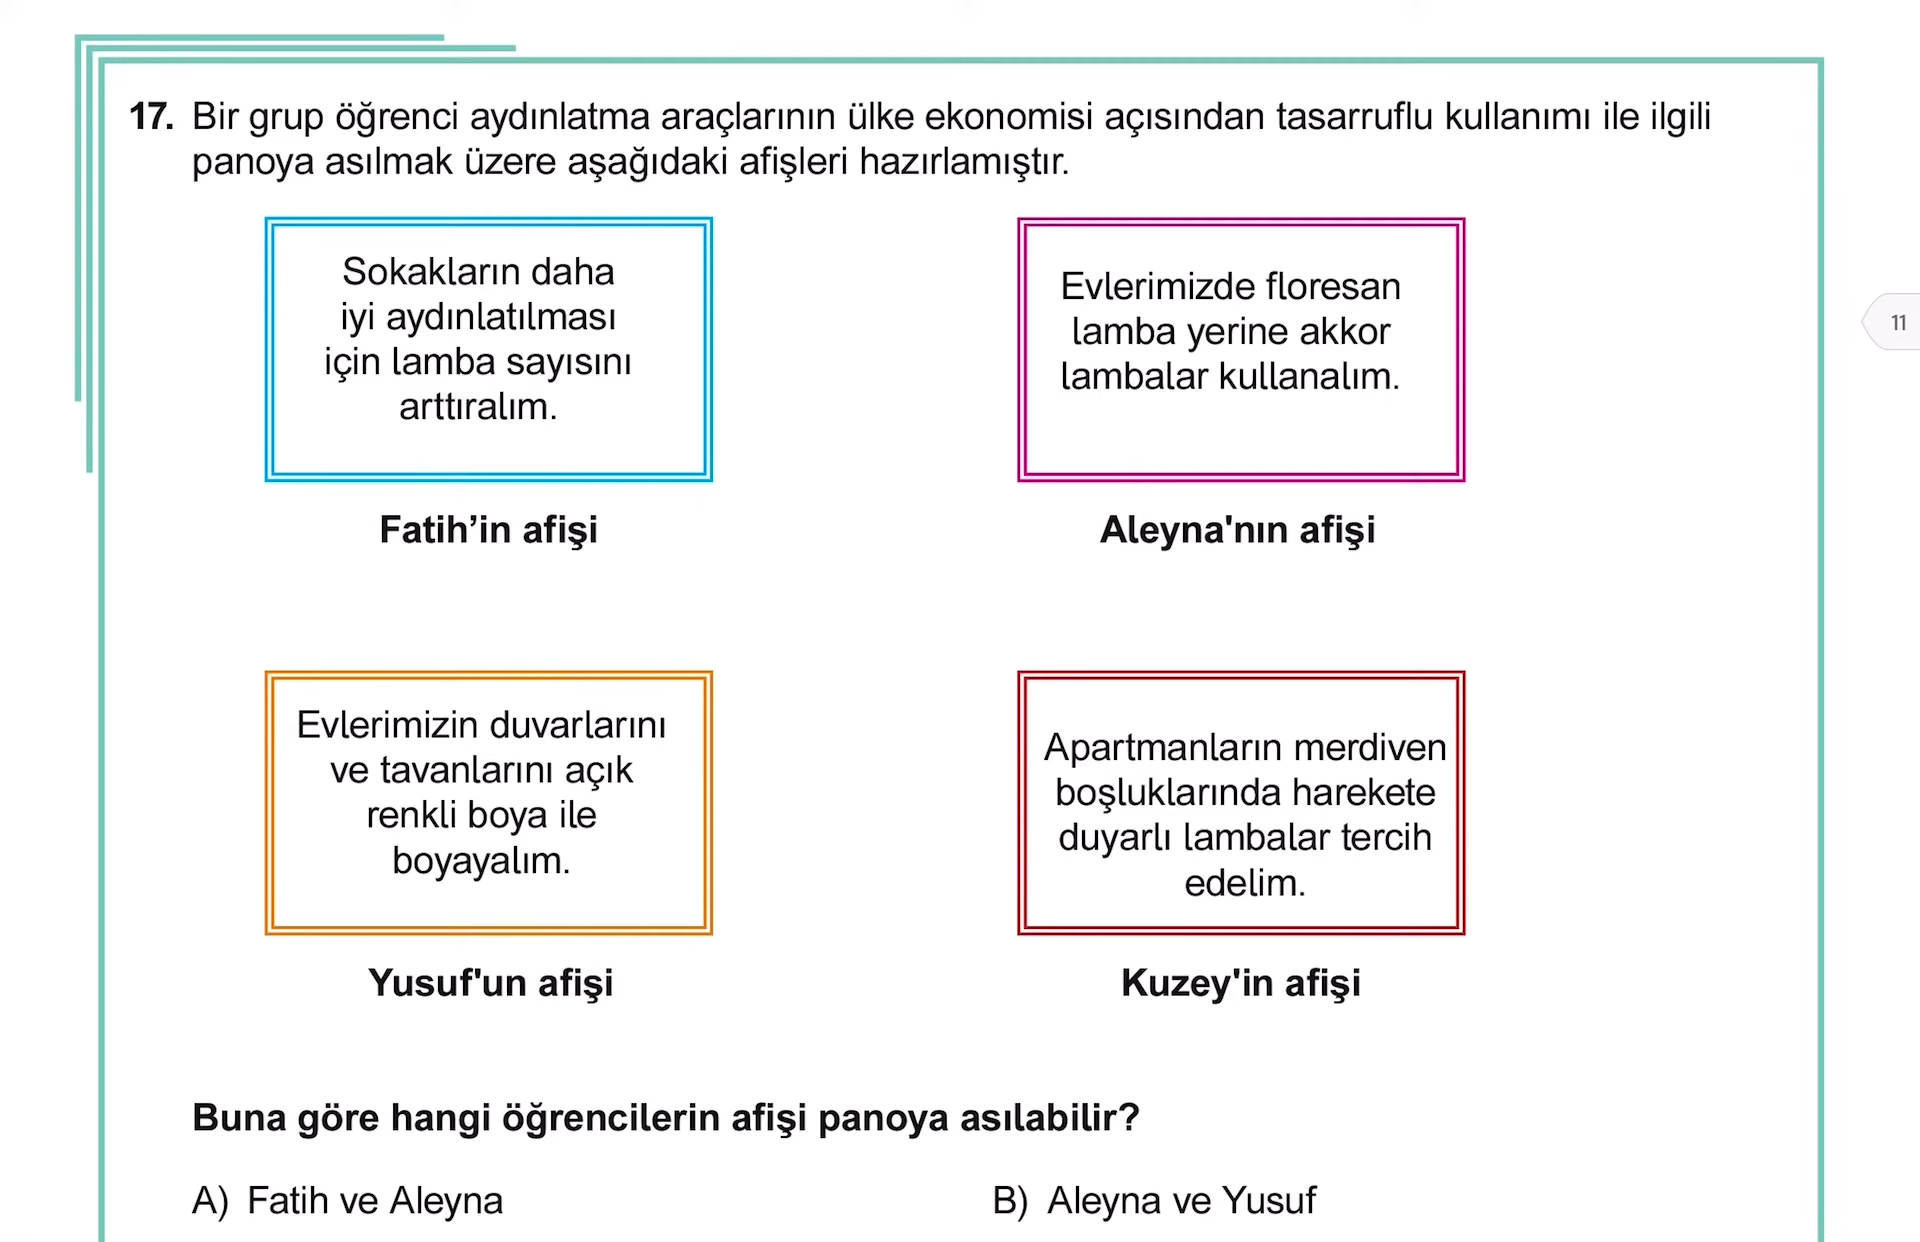 17. Bir grup öğrenci aydınlatma araçlarının ülke ekonomisi açısından tasarruflu kullanımı ile ilgili
panoya asılmak üzere aşağıdaki afişleri hazırlamıştır.
Sokakların daha
iyi aydınlatılması
için lamba sayısını
arttıralım.
Fatih’in afişi
Evlerimizde floresan
lamba yerine akkor
lambalar kullanalım.
Aleyna'nın afişi
11
Evlerimizin duvarlarını
ve tavanlarını açık
renkli boya ile
boyayalım.
Yusuf'un afişi
Apartmanların merdiven
boşluklarında harekete
duyarlı lambalar tercih
edelim.
Kuzey'in afişi
Buna göre hangi öğrencilerin afişi panoya asılabilir?
A) Fatih ve Aleyna
B) Aleyna ve Yusuf